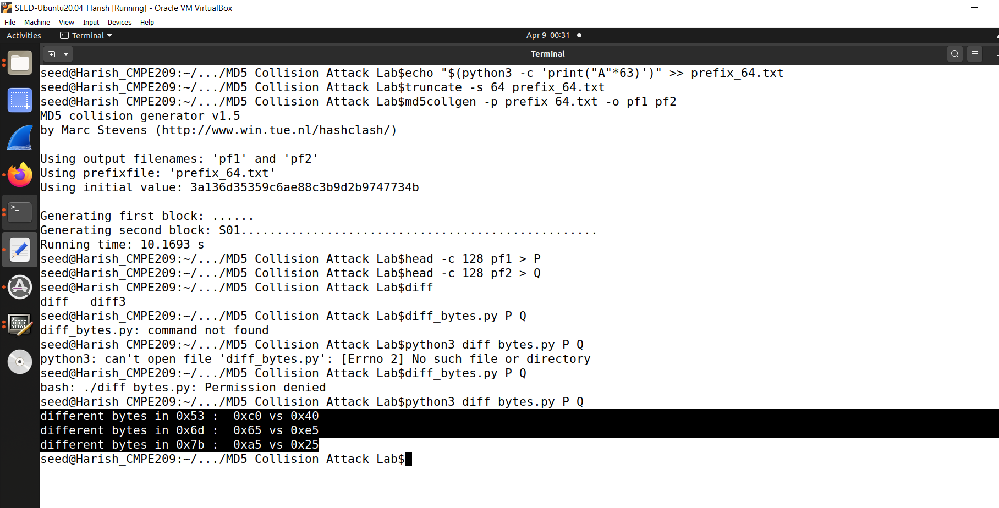 SEED-Ubuntu20.04_Harish [Running] - Oracle VM VirtualBox
File Machine View Input Devices Help
Activities Terminal Apr 9 00:31
Terminal
seed@Harish_CMPE209:~/.../MD5 Collision Attack Lab$echo "$(python3 -c 'print("A"*63)')" >> prefix_64.txt
seed@Harish_CMPE209:~/.../MD5 Collision Attack Lab$truncate -s 64 prefix_64.txt
seed@Harish_CMPE209:~/.../MD5 Collision Attack Lab$md5collgen -p prefix_64.txt -o pf1 pf2
MD5 collision generator v1.5
by Marc Stevens (http://www.win.tue.nl/hashclash/)
Using output filenames: 'pf1' and 'pf2'
Using prefixfile: 'prefix_64.txt'
Using initial value: 3a136d35359c6ae88c3b9d2b9747734b
Generating first block: ......
Generating second block: S01..................................................
Running time: 10.1693 s
seed@Harish_CMPE209:~/.../MD5 Collision Attack Lab$head -c 128 pf1 > P
seed@Harish_CMPE209:~/.../MD5 Collision Attack Lab$head -c 128 pf2 > Q
seed@Harish_CMPE209:~/.../MD5 Collision Attack Lab$diff
diff   diff3
seed@Harish_CMPE209:~/.../MD5 Collision Attack Lab$diff_bytes.py P Q
diff_bytes.py: command not found
seed@Harish_CMPE209:~/.../MD5 Collision Attack Lab$python3 diff_bytes.py P Q
python3: can't open file 'diff_bytes.py': [Errno 2] No such file or directory
seed@Harish_CMPE209:~/.../MD5 Collision Attack Lab$diff_bytes.py P Q
bash: ./diff_bytes.py: Permission denied
seed@Harish_CMPE209:~/.../MD5 Collision Attack Lab$python3 diff_bytes.py P Q
different bytes in 0x53 :  0xc0 vs 0x40
different bytes in 0x6d :  0x65 vs 0xe5
different bytes in 0x7b :  0xa5 vs 0x25
seed@Harish_CMPE209:~/.../MD5 Collision Attack Lab$